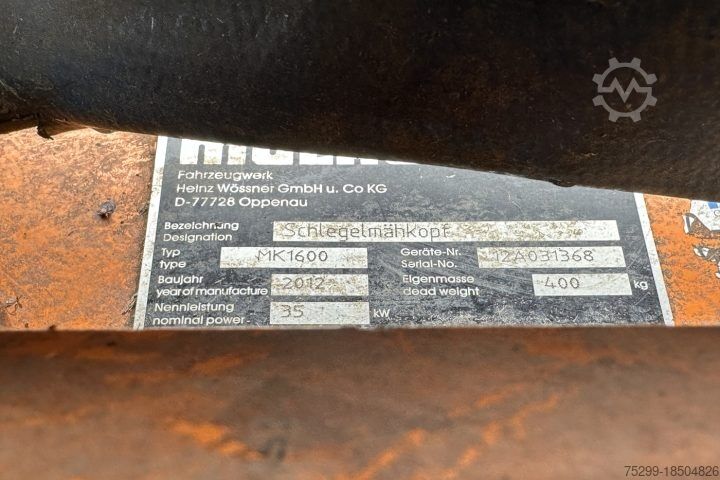 Fahrzeugwerk
Heinz Wössner GmbH u. Co KG
D-77728 Oppenau
Bezeichnung
Designation
Schlegelmähkopf
Typ
type
MK1600
Geräte-Nr.
Serial-No.
12A031368
Baujahr
year of manufacture
2012
Eigenmasse
dead weight
400
kg
Nennleistung
nominal power
35
kW
75299-18504826